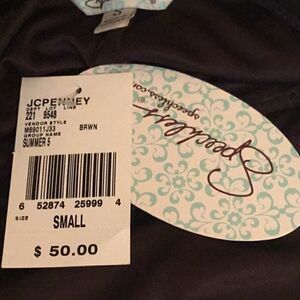 S
JCPENNEY
DEPT LOT LINE
221 9548
VENDOR STYLE
M89011J33 BRWN
GROUP NAME
SUMMER 5
6 52874 25999 4
SIZE
SMALL
$ 50.00
Speechless
speechless.com